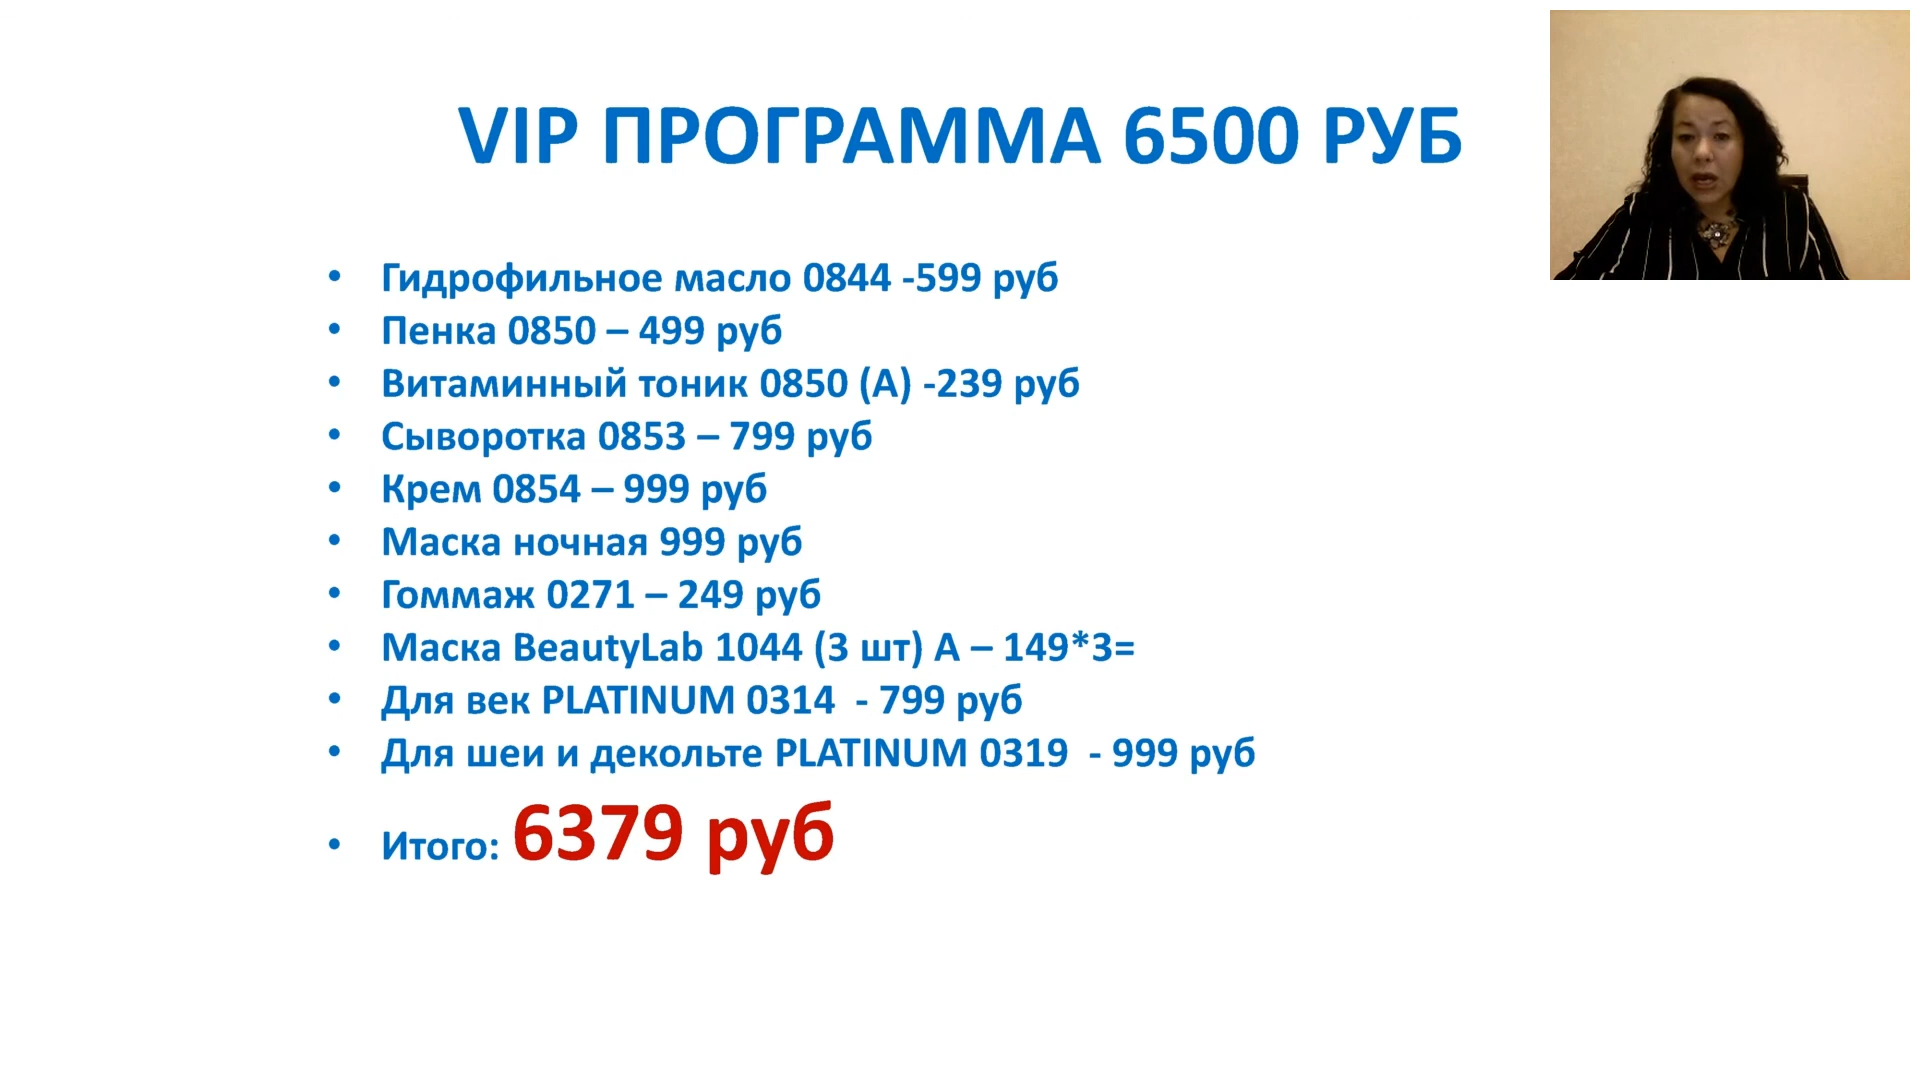 VIP ПРОГРАММА 6500 РУБ
• Гидрофильное масло 0844 -599 руб
• Пенка 0850 – 499 руб
• Витаминный тоник 0850 (А) -239 руб
• Сыворотка 0853 – 799 руб
• Крем 0854 – 999 руб
• Маска ночная 999 руб
• Гоммаж 0271 – 249 руб
• Маска BeautyLab 1044 (3 шт) А – 149*3=
• Для век PLATINUM 0314 - 799 руб
• Для шеи и декольте PLATINUM 0319 - 999 руб
• Итого: 6379 руб